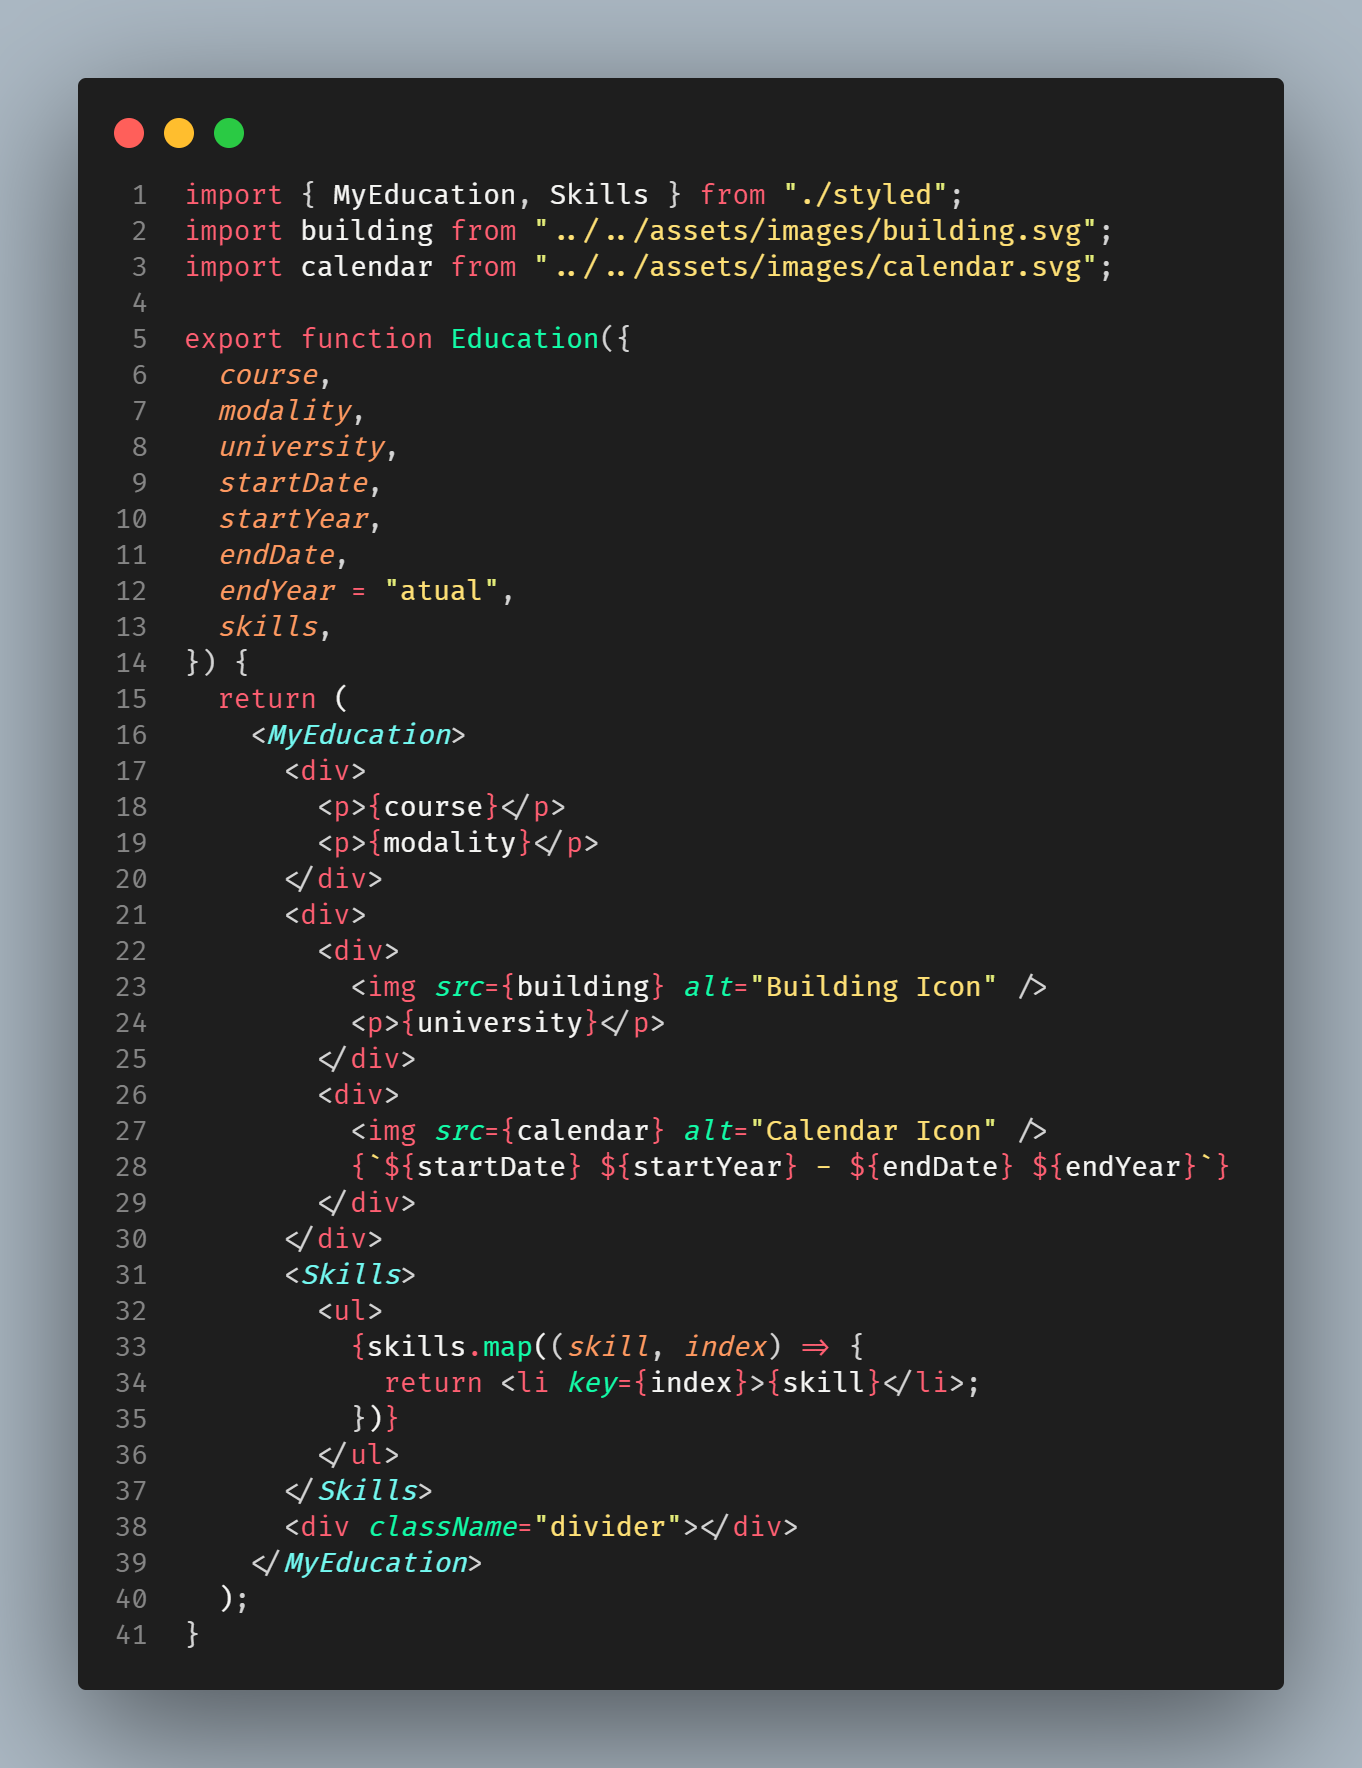 1 import { MyEducation, Skills } from "./styled";
2 import building from "../../assets/images/building.svg";
3 import calendar from "../../assets/images/calendar.svg";
4
5 export function Education({
6   course,
7   modality,
8   university,
9   startDate,
10   startYear,
11   endDate,
12   endYear = "atual",
13   skills,
14 }) {
15   return (
16     <MyEducation>
17       <div>
18         <p>{course}</p>
19         <p>{modality}</p>
20       </div>
21       <div>
22         <div>
23           <img src={building} alt="Building Icon" />
24           <p>{university}</p>
25         </div>
26         <div>
27           <img src={calendar} alt="Calendar Icon" />
28           {`${startDate} ${startYear} - ${endDate} ${endYear}`}
29         </div>
30       </div>
31       <Skills>
32         <ul>
33           {skills.map((skill, index) => {
34             return <li key={index}>{skill}</li>;
35           })}
36         </ul>
37       </Skills>
38       <div className="divider"></div>
39     </MyEducation>
40   );
41 }